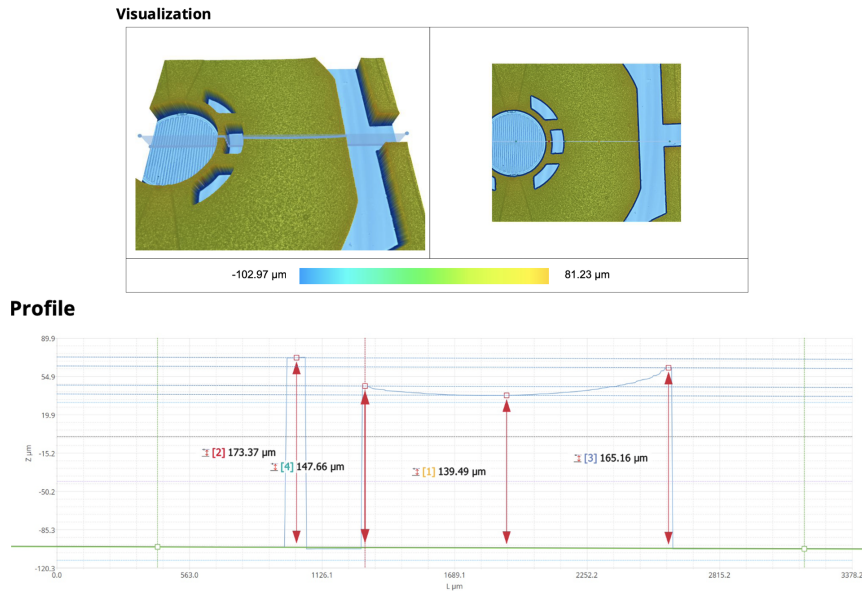 Visualization
-102.97 µm
81.23 µm
Profile
89.9
54.9
19.9
-15.2
-50.2
-85.3
-120.3
Z µm
[2] 173.37 µm
[4] 147.66 µm
[1] 139.49 µm
[3] 165.16 µm
0.0
563.0
1126.1
1689.1
2252.2
2815.2
3378.2
L µm